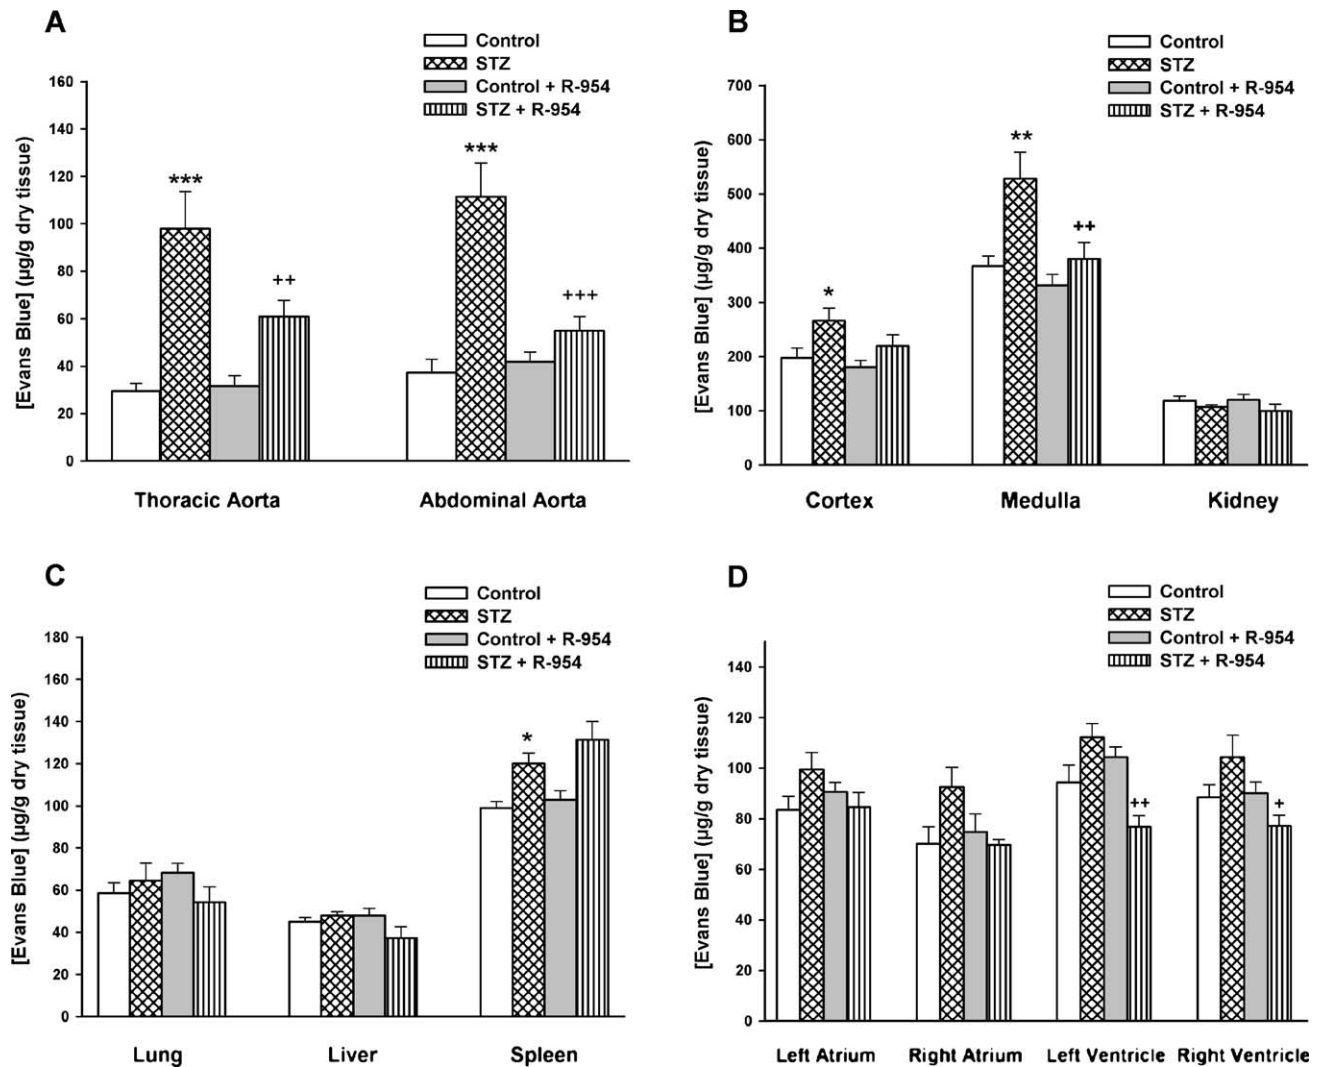 A
Control
STZ
Control + R-954
STZ + R-954
[Evans Blue] (µg/g dry tissue)
160
140
120
100
80
60
40
20
0
***
++
***
+++
Thoracic Aorta
Abdominal Aorta
B
Control
STZ
Control + R-954
STZ + R-954
[Evans Blue] (µg/g dry tissue)
700
600
500
400
300
200
100
0
*
**
++
Cortex
Medulla
Kidney
C
Control
STZ
Control + R-954
STZ + R-954
[Evans Blue] (µg/g dry tissue)
180
160
140
120
100
80
60
40
20
0
*
Lung
Liver
Spleen
D
Control
STZ
Control + R-954
STZ + R-954
[Evans Blue] (µg/g dry tissue)
140
120
100
80
60
40
20
0
++
+
Left Atrium
Right Atrium
Left Ventricle
Right Ventricle